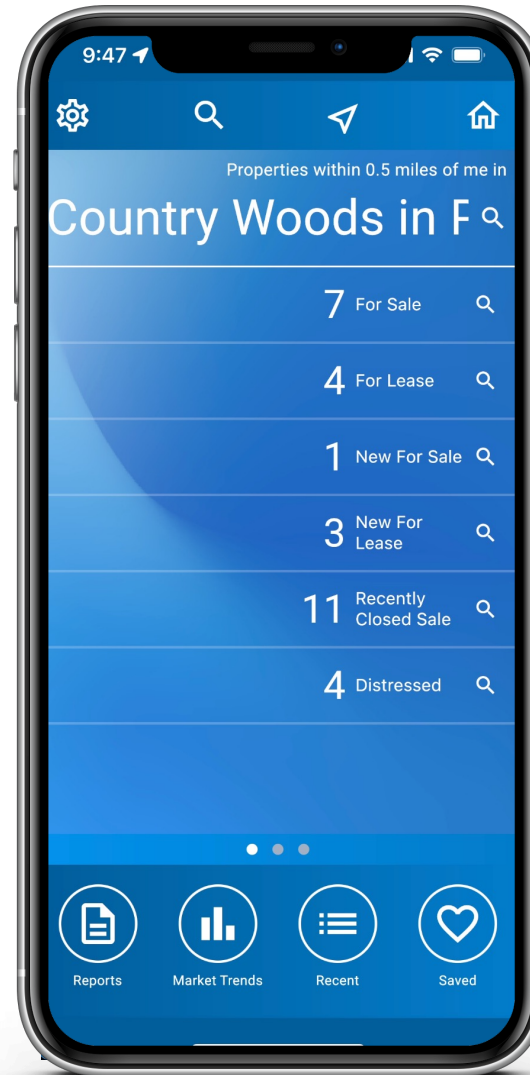 9:47
Properties within 0.5 miles of me in
Country Woods in F
7 For Sale
4 For Lease
1 New For Sale
3 New For
Lease
11 Recently
Closed Sale
4 Distressed
Reports
Market Trends
Recent
Saved